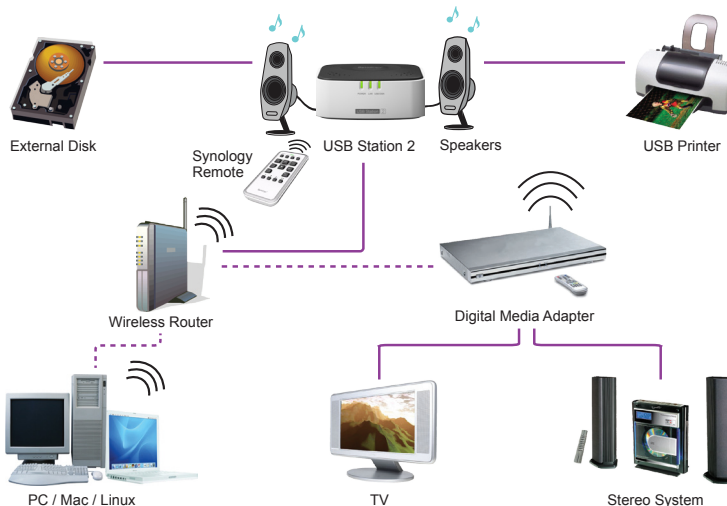 External Disk
USB Station 2
Speakers
USB Printer
Synology
Remote
Wireless Router
Digital Media Adapter
PC / Mac / Linux
TV
Stereo System